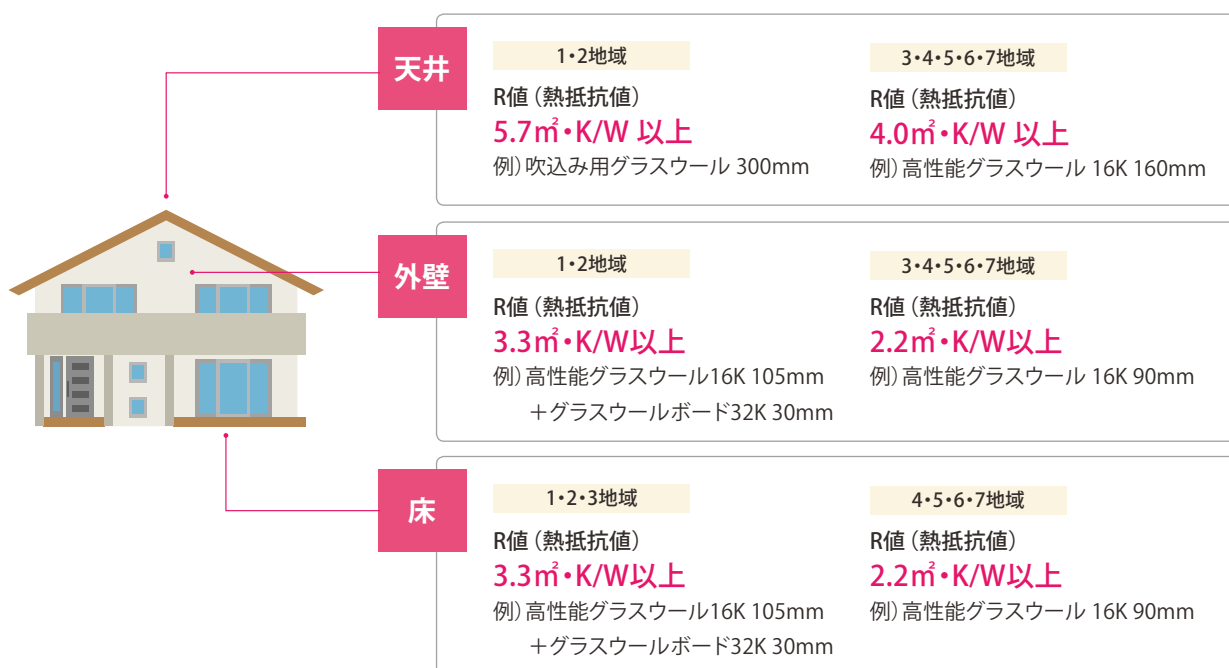 天井
1・2地域
R値（熱抵抗値）
5.7㎡・K/W 以上
例）吹込み用グラスウール 300mm
3・4・5・6・7地域
R値（熱抵抗値）
4.0㎡・K/W 以上
例）高性能グラスウール 16K 160mm
外壁
1・2地域
R値（熱抵抗値）
3.3㎡・K/W以上
例）高性能グラスウール16K 105mm
＋グラスウールボード32K 30mm
3・4・5・6・7地域
R値（熱抵抗値）
2.2㎡・K/W以上
例）高性能グラスウール 16K 90mm
床
1・2・3地域
R値（熱抵抗値）
3.3㎡・K/W以上
例）高性能グラスウール16K 105mm
＋グラスウールボード32K 30mm
4・5・6・7地域
R値（熱抵抗値）
2.2㎡・K/W以上
例）高性能グラスウール 16K 90mm